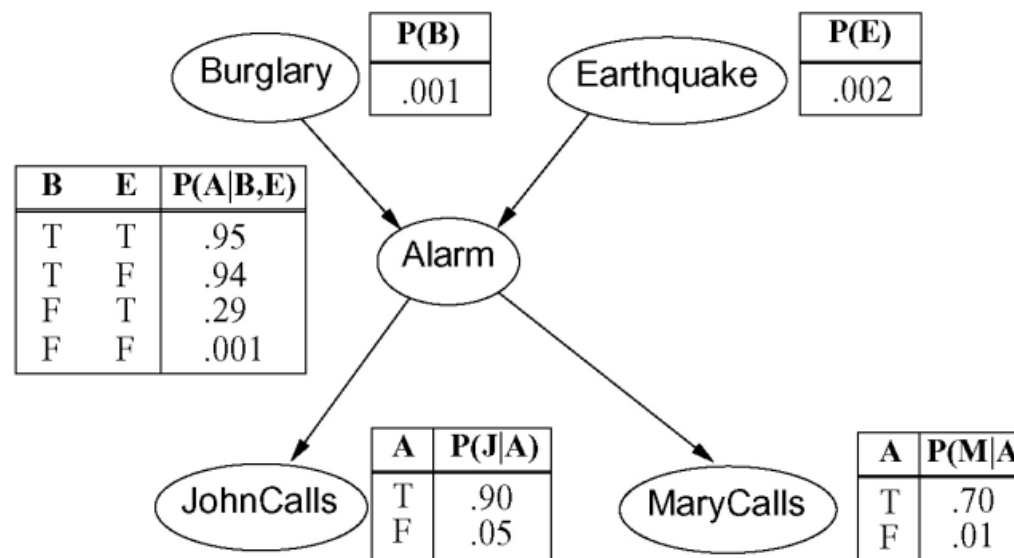 Burglary
P(B)
.001
Earthquake
P(E)
.002
B E P(A|B,E)
T T .95
T F .94
F T .29
F F .001
Alarm
JohnCalls
A P(J|A)
T .90
F .05
MaryCalls
A P(M|A
T .70
F .01